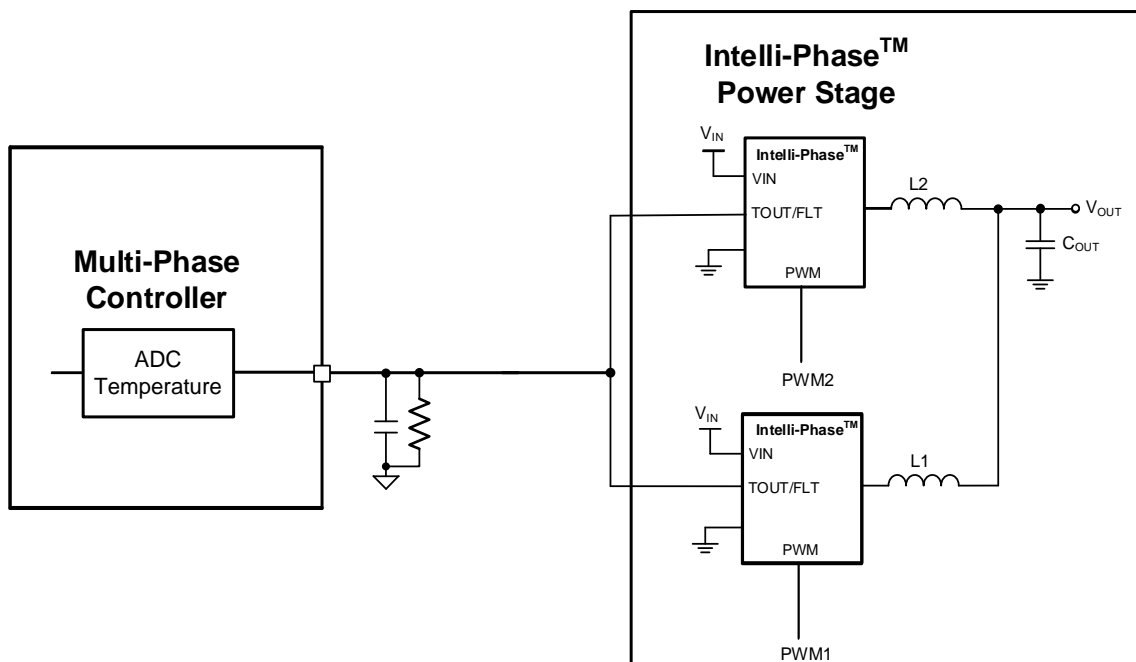 Intelli-Phase™
Power Stage
Multi-Phase
Controller
ADC
Temperature
VIN
Intelli-Phase™
VIN
TOUT/FLT
PWM
L2
VOUT
COUT
PWM2
VIN
Intelli-Phase™
VIN
TOUT/FLT
PWM
L1
PWM1